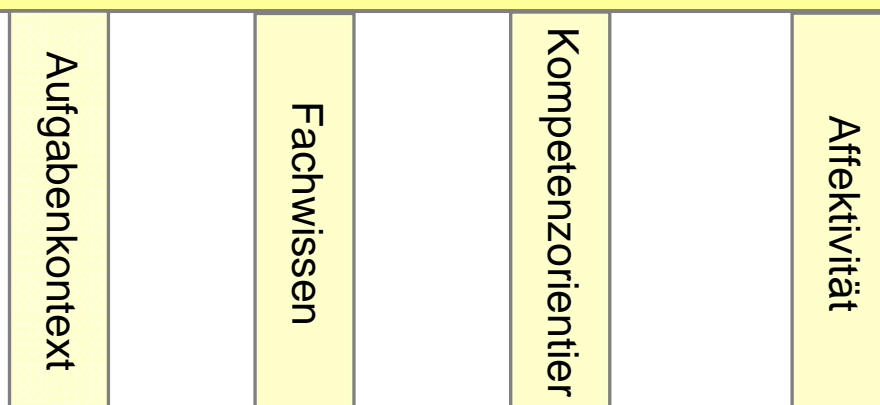 Aufgabenkontext
Fachwissen
Kompetenzorientier
Affektivität